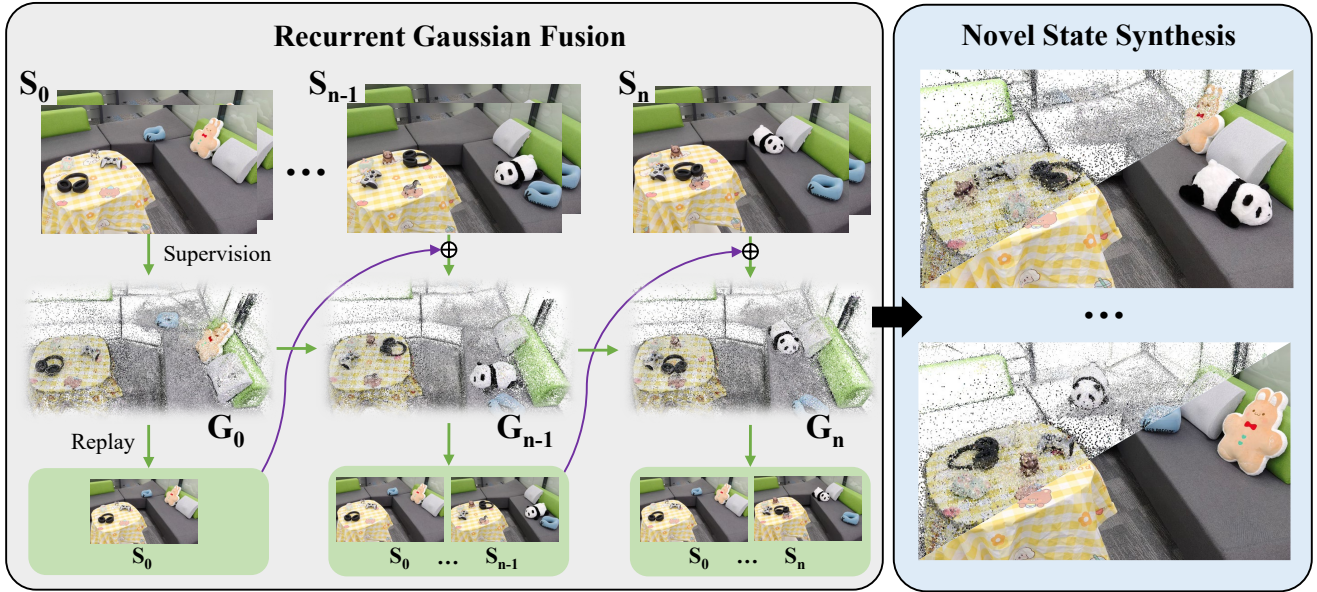 Recurrent Gaussian Fusion
S0
Sn-1
Sn
...
Supervision
G0
Gn-1
Gn
Replay
S0
S0 ... Sn-1
S0 ... Sn
Novel State Synthesis
...